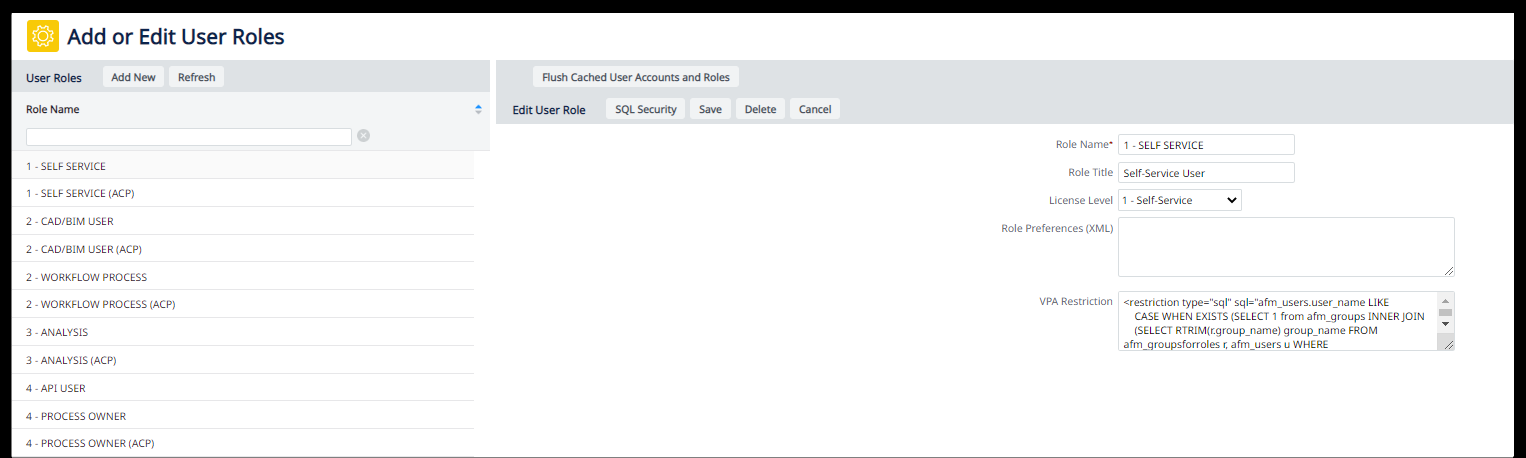 Add or Edit User Roles
User Roles Add New Refresh
Role Name
1 - SELF SERVICE
1 - SELF SERVICE (ACP)
2 - CAD/BIM USER
2 - CAD/BIM USER (ACP)
2 - WORKFLOW PROCESS
2 - WORKFLOW PROCESS (ACP)
3 - ANALYSIS
3 - ANALYSIS (ACP)
4 - API USER
4 - PROCESS OWNER
4 - PROCESS OWNER (ACP)
Flush Cached User Accounts and Roles
Edit User Role SQL Security Save Delete Cancel
Role Name* 1 - SELF SERVICE
Role Title Self-Service User
License Level 1 - Self-Service
Role Preferences (XML)
VPA Restriction <restriction type="sql" sql="afm_users.user_name LIKE
CASE WHEN EXISTS (SELECT 1 from afm_groups INNER JOIN
(SELECT RTRIM(r.group_name) group_name FROM
afm_groupsforroles r, afm_users u WHERE